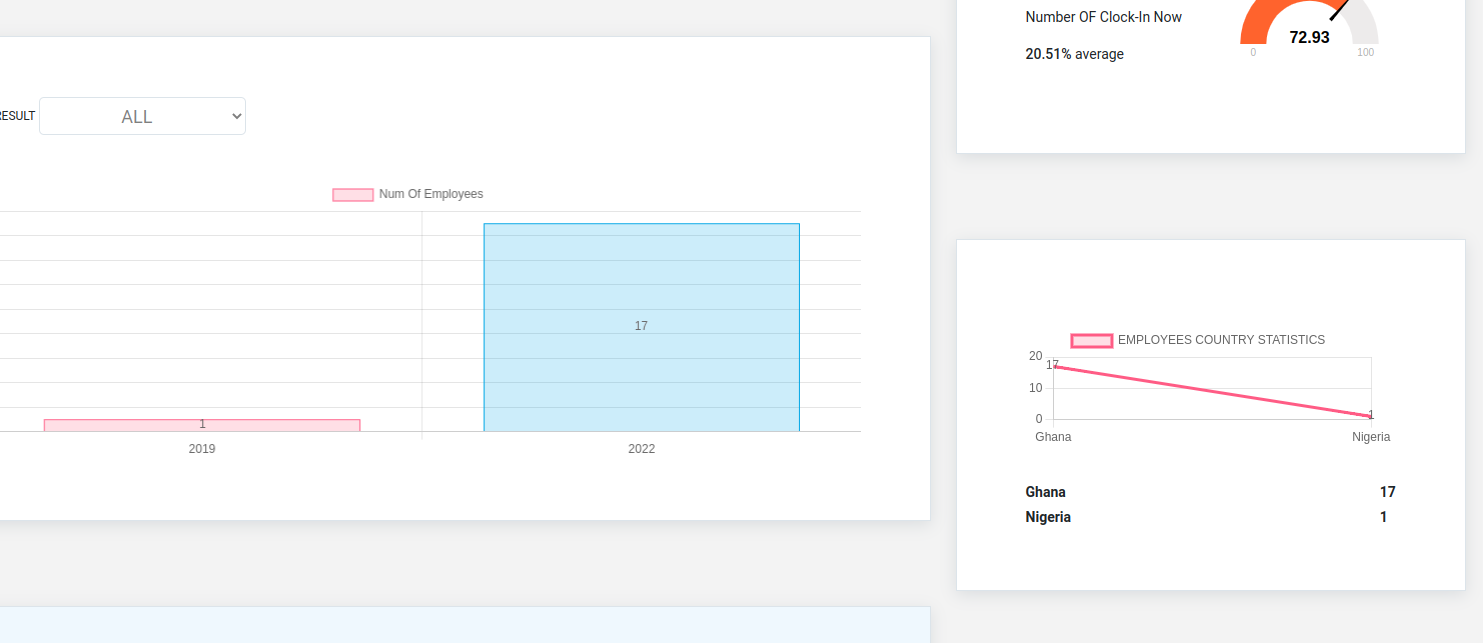 Number OF Clock-In Now
72.93
0
100
20.51% average
RESULT
ALL
Num Of Employees
1
17
2019
2022
EMPLOYEES COUNTRY STATISTICS
20
17
10
1
0
Ghana
Nigeria
Ghana 17
Nigeria 1